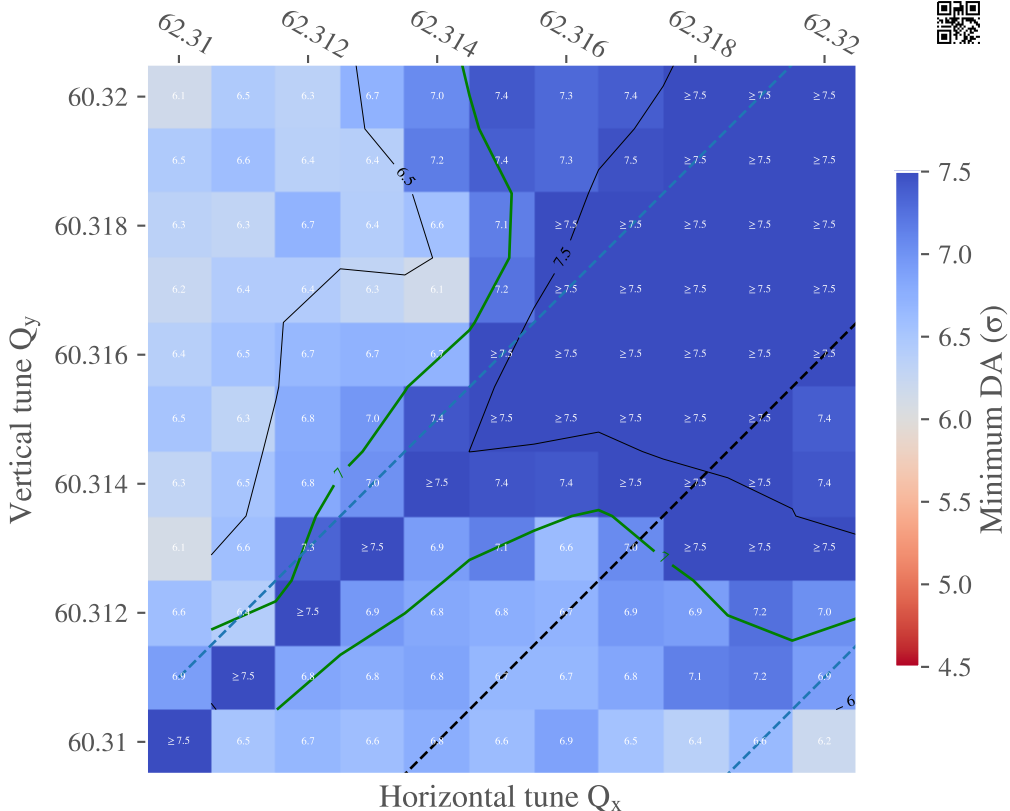 62.31 62.312 62.314 62.316 62.318 62.32
60.32 6.1 6.5 6.3 6.7 7.0 7.4 7.3 7.4 ≥7.5 ≥7.5 ≥7.5
6.5 6.6 6.4 6.4 7.2 7.4 7.3 7.5 ≥7.5 ≥7.5 ≥7.5
6.5
60.318 6.3 6.3 6.7 6.4 6.6 7.1 ≥7.5 ≥7.5 ≥7.5 ≥7.5 ≥7.5
7.5
6.2 6.4 6.4 6.3 6.1 7.2 ≥7.5 ≥7.5 ≥7.5 ≥7.5 ≥7.5
60.316 6.4 6.5 6.7 6.7 6.7 ≥7.5 ≥7.5 ≥7.5 ≥7.5 ≥7.5 ≥7.5
6.5 6.3 6.8 7.0 7.4 ≥7.5 ≥7.5 ≥7.5 ≥7.5 ≥7.5 7.4
7
60.314 6.3 6.5 6.8 7.0 ≥7.5 7.4 7.4 ≥7.5 ≥7.5 7.4 7.4
6.1 6.6 7.3 ≥7.5 6.9 7.1 6.6 7.0 ≥7.5 ≥7.5 ≥7.5
7
60.312 6.6 6.4 ≥7.5 6.9 6.8 6.8 6.7 6.9 6.9 7.2 7.0
6.9 ≥7.5 6.8 6.8 6.8 6.7 6.7 6.8 7.1 7.2 6.9
6
60.31 ≥7.5 6.5 6.7 6.6 6.8 6.6 6.9 6.5 6.4 6.6 6.2
Vertical tune Qy
Horizontal tune Qx
7.5
7.0
6.5
6.0
5.5
5.0
4.5
Minimum DA (σ)